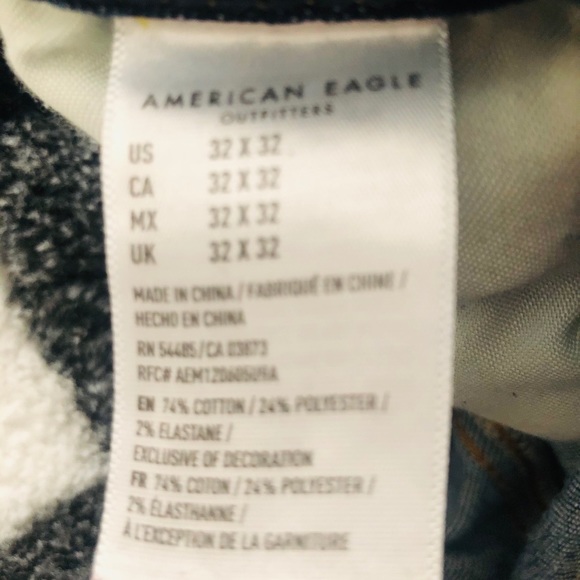 AMERICAN EAGLE
OUTFITTERS
US 32 X 32
CA 32 X 32
MX 32 X 32
UK 32 X 32
MADE IN CHINA / FABRIQUÉ EN CHINE /
HECHO EN CHINA
RN 54485/CA 03873
RFC# AEM1206050J9A
EN 74% COTTON / 24% POLYESTER /
2% ELASTANE /
EXCLUSIVE OF DECORATION
FR 74% COTON / 24% POLYESTER /
2% ÉLASTHANNE /
À L'EXCEPTION DE LA GARNITURE